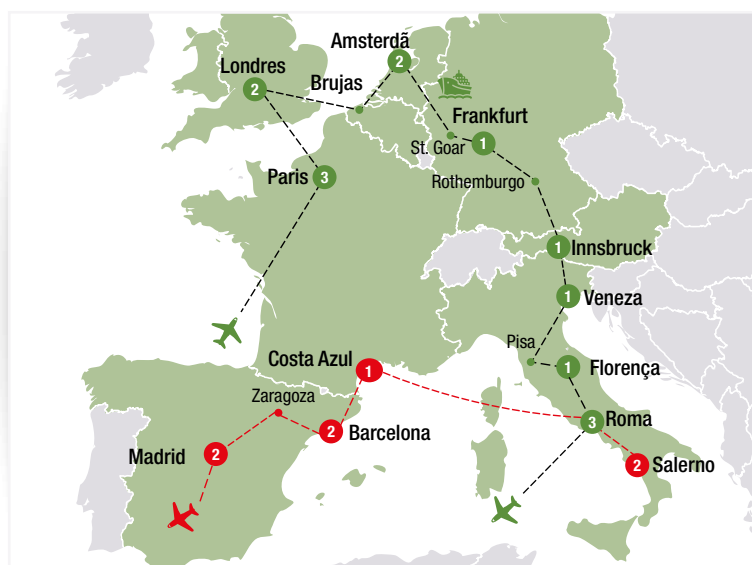 Amsterdã
2
Londres
2
Brujas
Frankfurt
1
St. Goar
Paris
3
Rothemburgo
Innsbruck
1
Veneza
1
Pisa
Costa Azul
1
Florença
1
Zaragoza
Roma
3
Barcelona
2
Madrid
2
Salerno
2